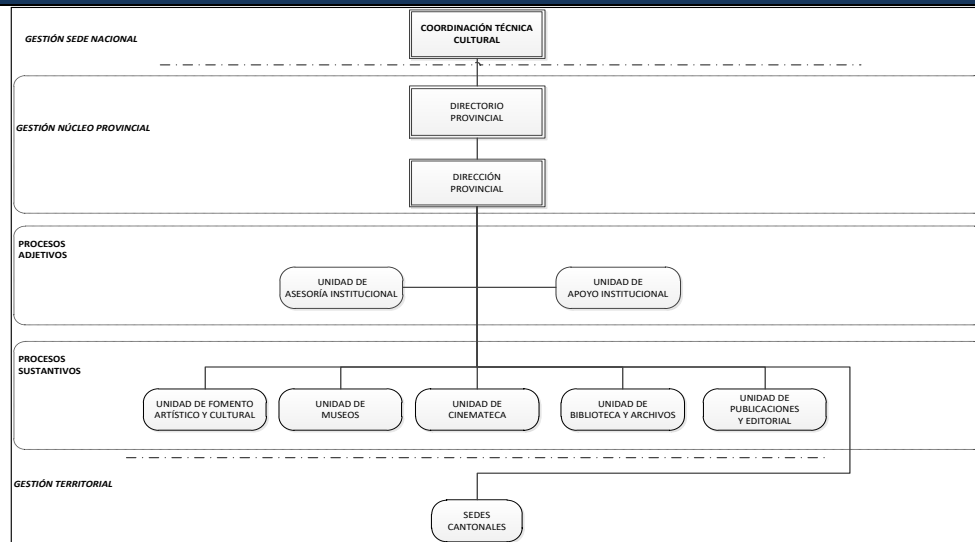 GESTIÓN SEDE NACIONAL
COORDINACIÓN TÉCNICA
CULTURAL
GESTIÓN NÚCLEO PROVINCIAL
DIRECTORIO
PROVINCIAL
DIRECCIÓN
PROVINCIAL
PROCESOS
ADJETIVOS
UNIDAD DE
ASESORÍA INSTITUCIONAL
UNIDAD DE
APOYO INSTITUCIONAL
PROCESOS
SUSTANTIVOS
UNIDAD DE FOMENTO
ARTÍSTICO Y CULTURAL
UNIDAD DE
MUSEOS
UNIDAD DE
CINEMATECA
UNIDAD DE
BIBLIOTECA Y ARCHIVOS
UNIDAD DE
PUBLICACIONES
Y EDITORIAL
GESTIÓN TERRITORIAL
SEDES
CANTONALES